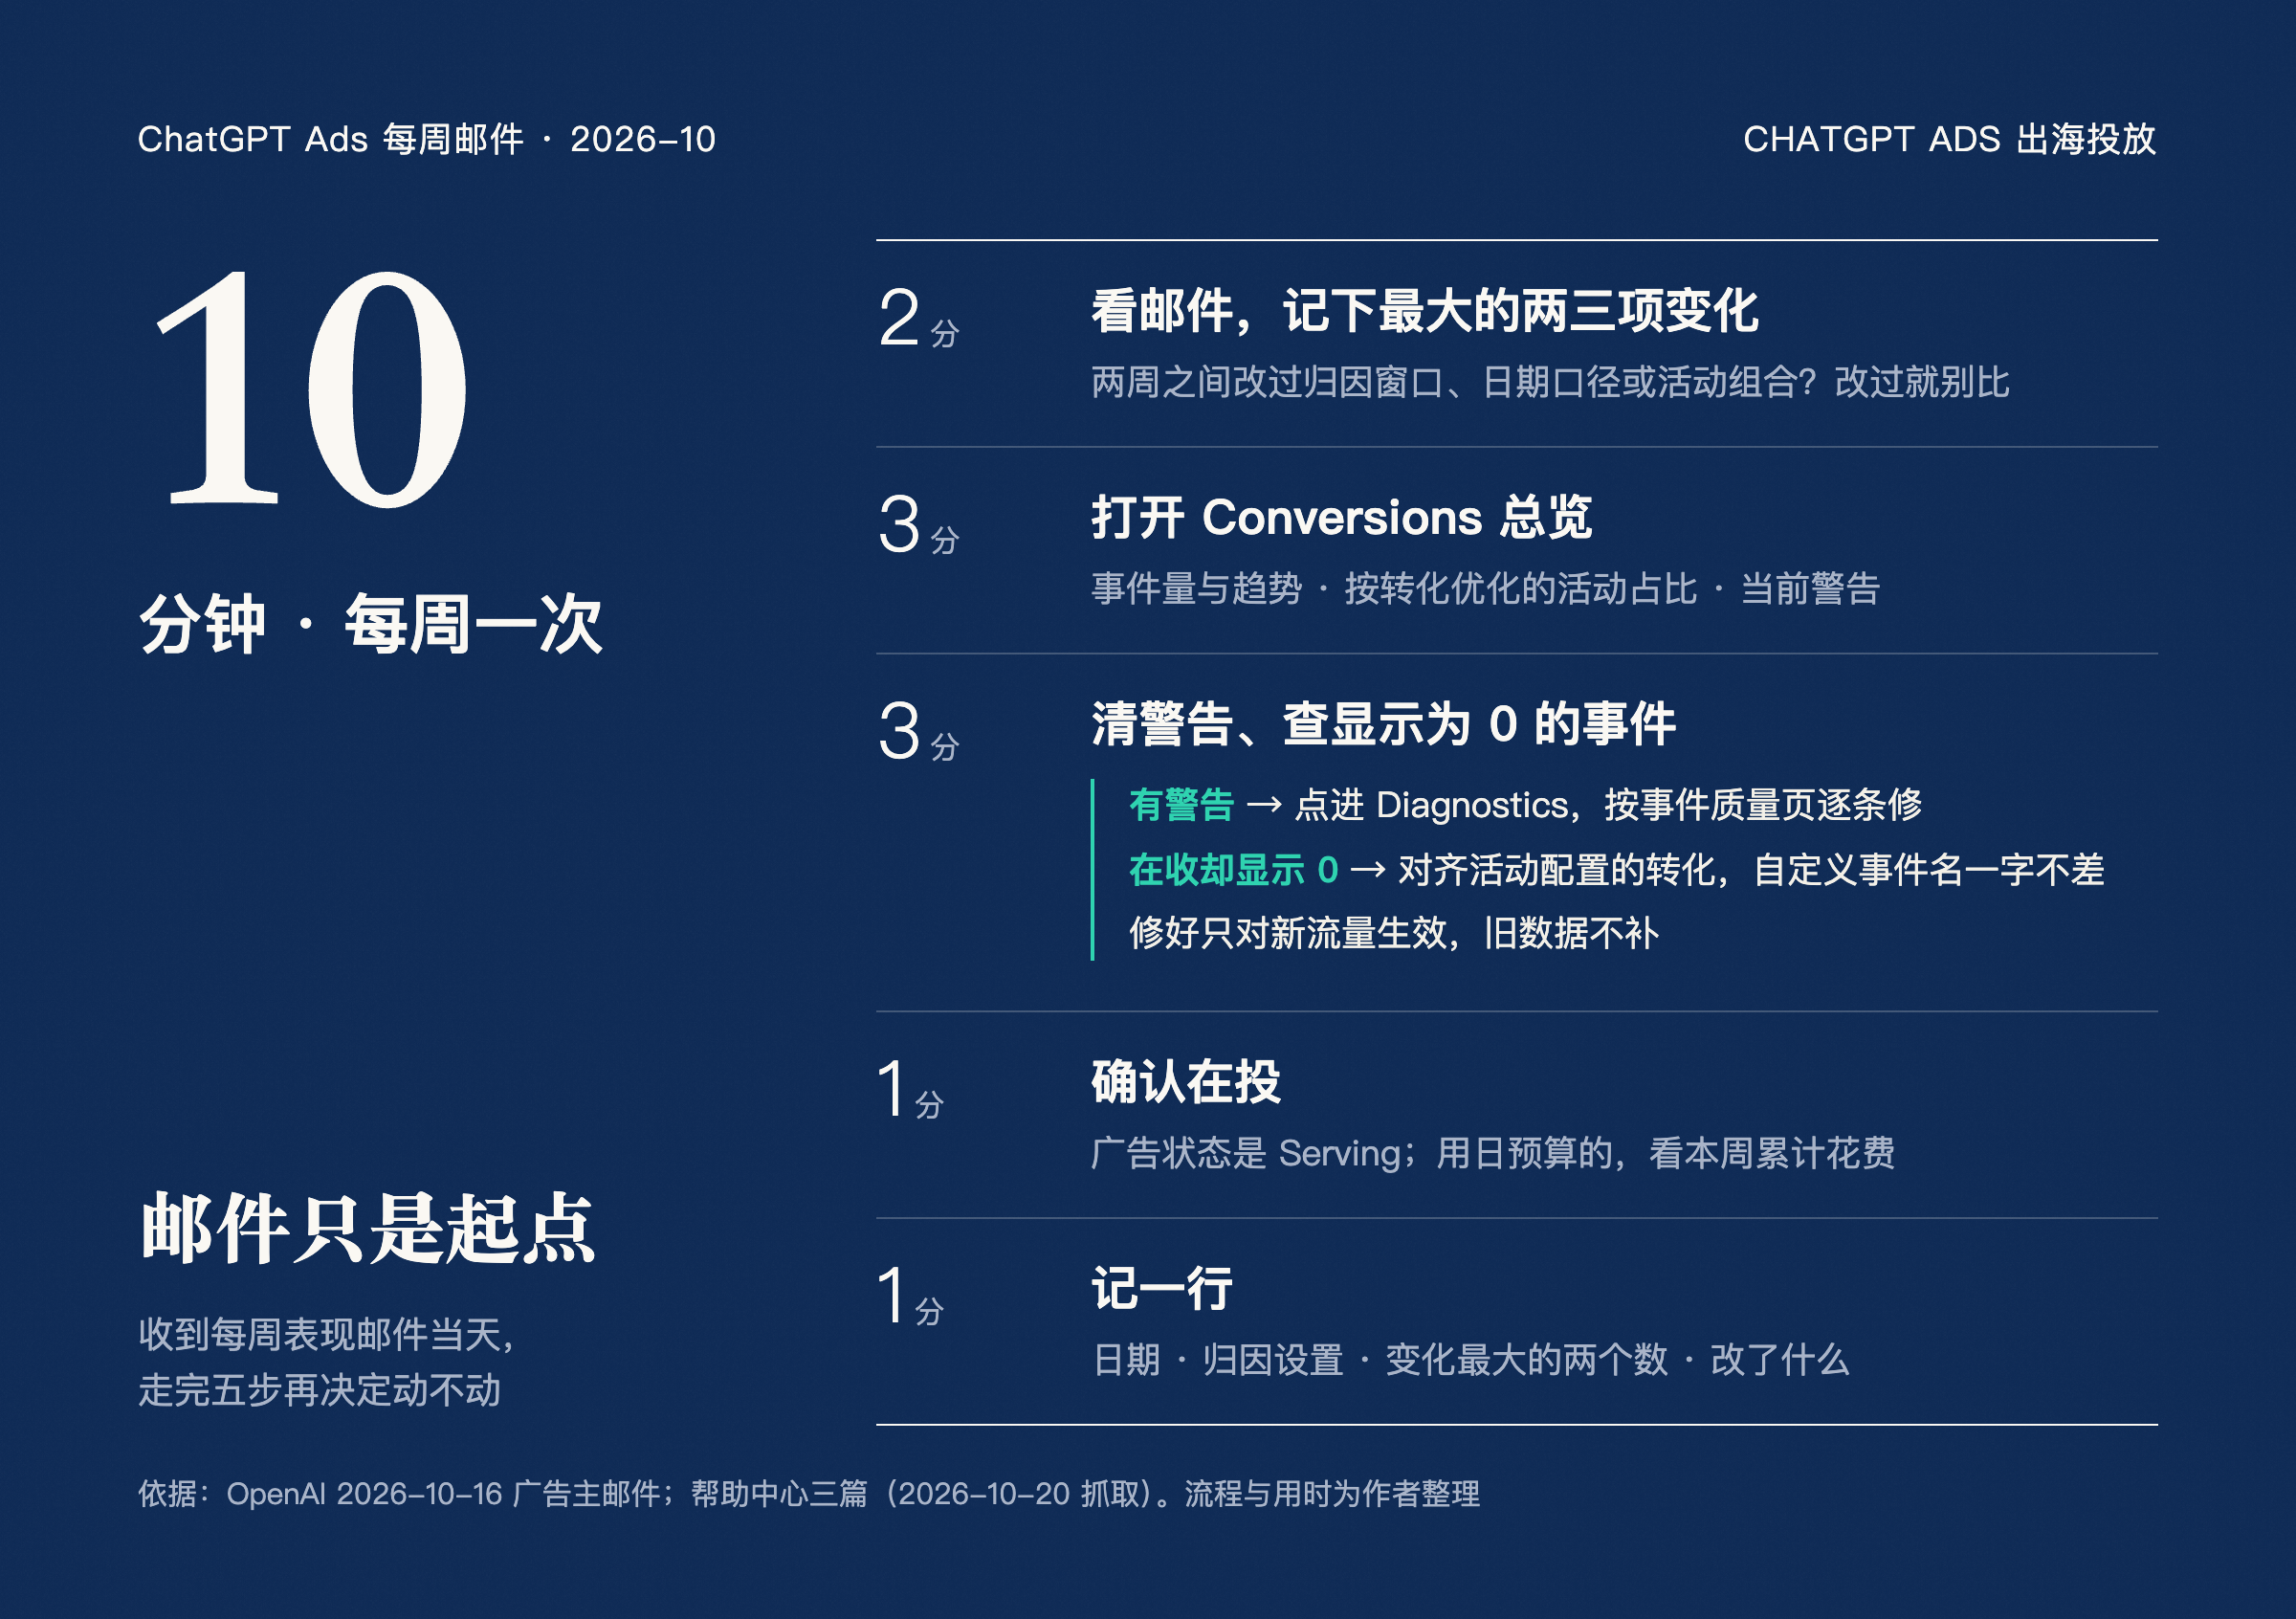 ChatGPT Ads 每周邮件 · 2026–10
CHATGPT ADS 出海投放
10
分钟 · 每周一次
邮件只是起点
收到每周表现邮件当天，
走完五步再决定动不动
2 分
看邮件，记下最大的两三项变化
两周之间改过归因窗口、日期口径或活动组合？改过就别比
3 分
打开 Conversions 总览
事件量与趋势 · 按转化优化的活动占比 · 当前警告
3 分
清警告、查显示为 0 的事件
有警告 → 点进 Diagnostics，按事件质量页逐条修
在收却显示 0 → 对齐活动配置的转化，自定义事件名一字不差
修好只对新流量生效，旧数据不补
1 分
确认在投
广告状态是 Serving；用日预算的，看本周累计花费
1 分
记一行
日期 · 归因设置 · 变化最大的两个数 · 改了什么
依据：OpenAI 2026–10–16 广告主邮件；帮助中心三篇（2026–10–20 抓取）。流程与用时为作者整理